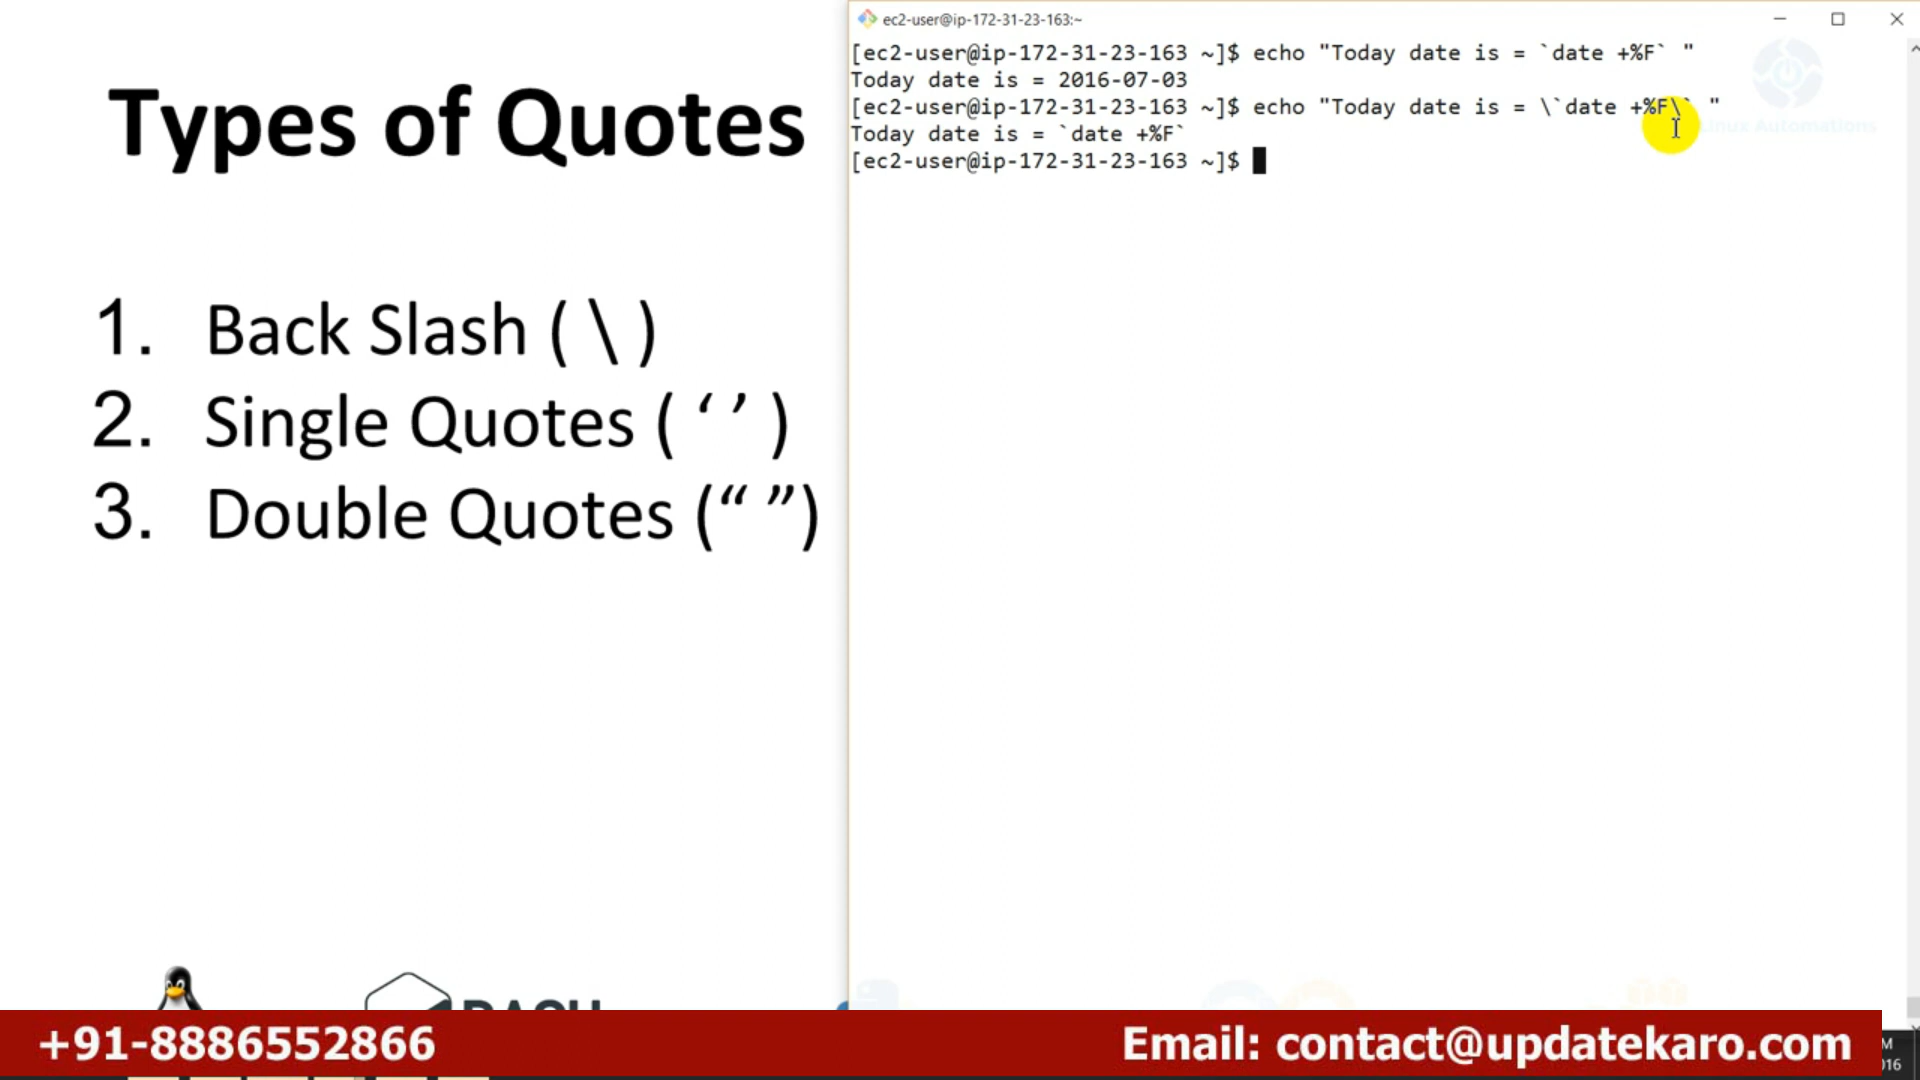 Types of Quotes
1. Back Slash ( \ )
2. Single Quotes ( ‘ ’ )
3. Double Quotes (“ ”)
ec2-user@ip-172-31-23-163:~
[ec2-user@ip-172-31-23-163 ~]$ echo "Today date is = `date +%F` "
Today date is = 2016-07-03
[ec2-user@ip-172-31-23-163 ~]$ echo "Today date is = \`date +%F\` "
Today date is = `date +%F`
[ec2-user@ip-172-31-23-163 ~]$
Linux Automations
BASH
+91-8886552866
Email: contact@updatekaro.com